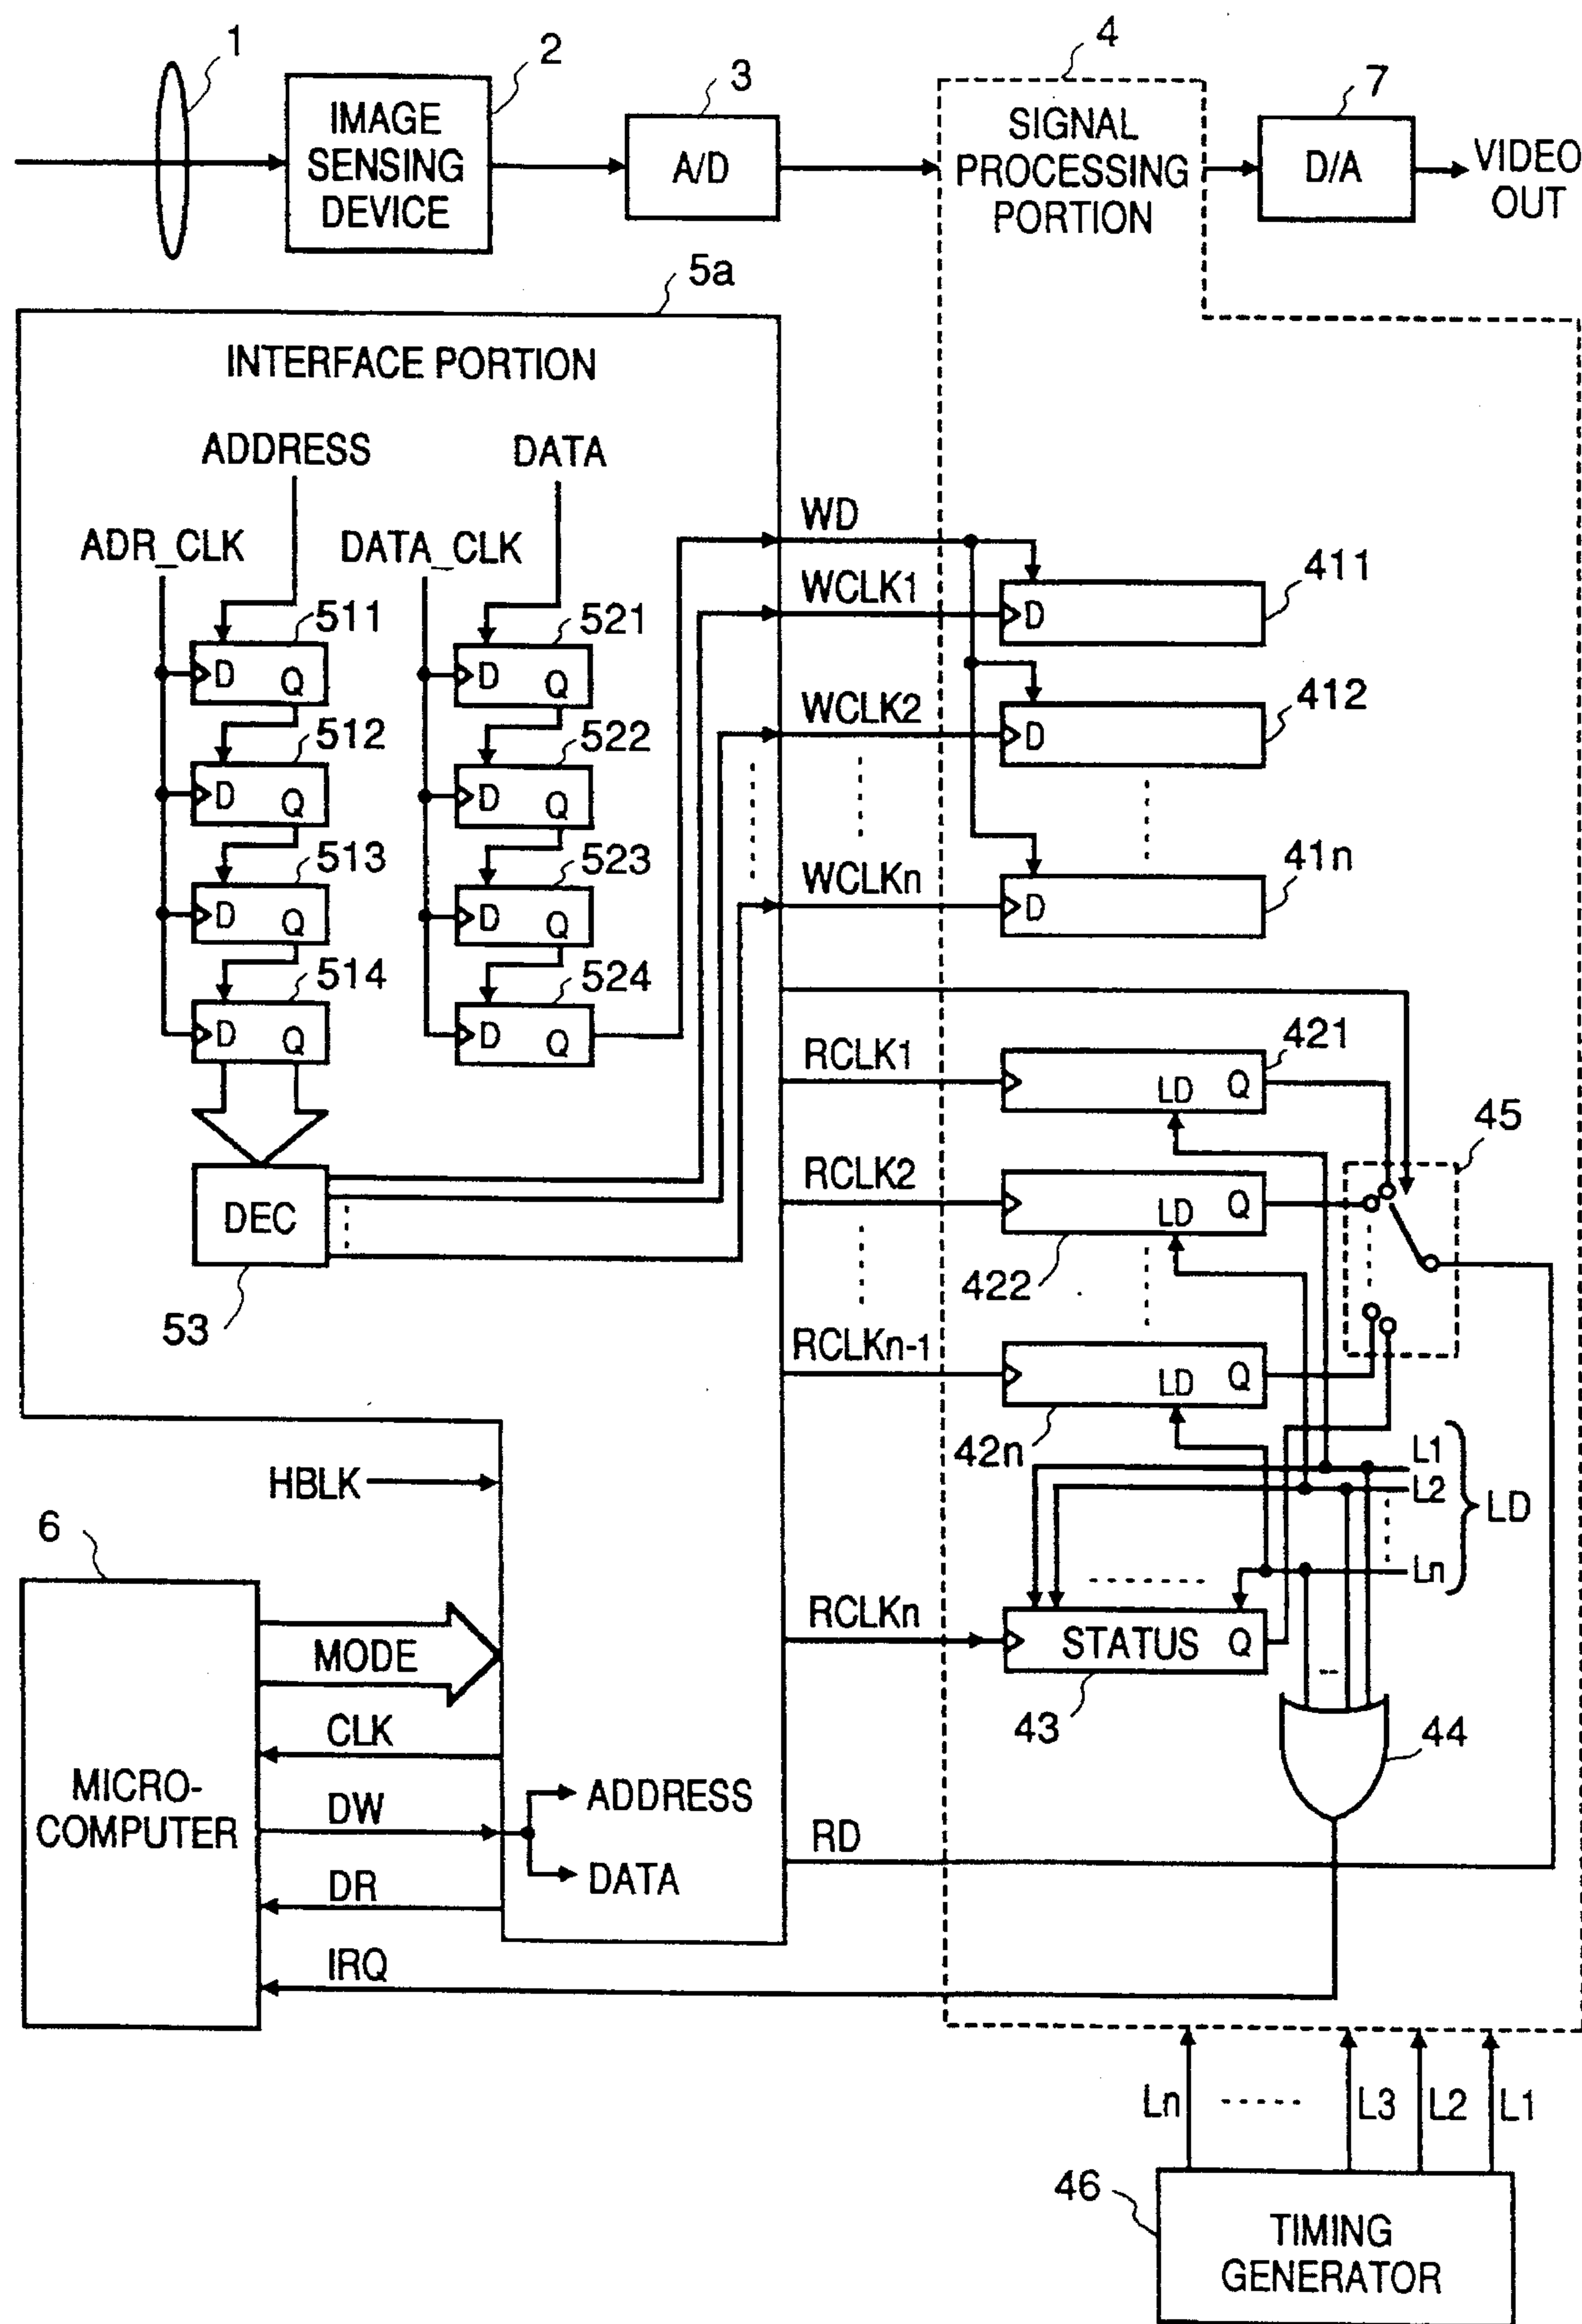 1
2
3
4
7
IMAGE
SENSING
DEVICE
A/D
SIGNAL
PROCESSING
PORTION
D/A
VIDEO
OUT
5a
INTERFACE PORTION
ADDRESS
DATA
ADR_CLK
DATA_CLK
511
D Q
512
D Q
513
D Q
514
D Q
521
D Q
522
D Q
523
D Q
524
D Q
DEC
53
WD
WCLK1
WCLK2
WCLKn
D
411
D
412
D
41n
RCLK1
RCLK2
RCLKn-1
RCLKn
LD Q
421
LD Q
422
LD Q
42n
45
L1
L2
Ln
LD
STATUS Q
43
44
HBLK
6
MICRO-
COMPUTER
MODE
CLK
DW
DR
IRQ
ADDRESS
DATA
RD
Ln
L3
L2
L1
46
TIMING
GENERATOR